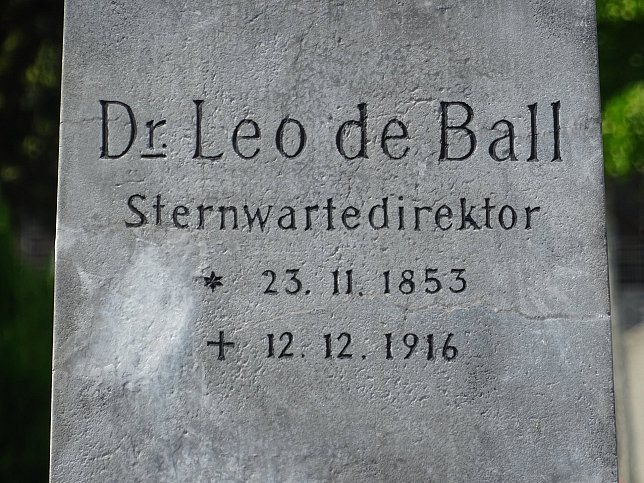 Dr. Leo de Ball
Sternwartedirektor
* 23. 11. 1853
✝ 12. 12. 1916